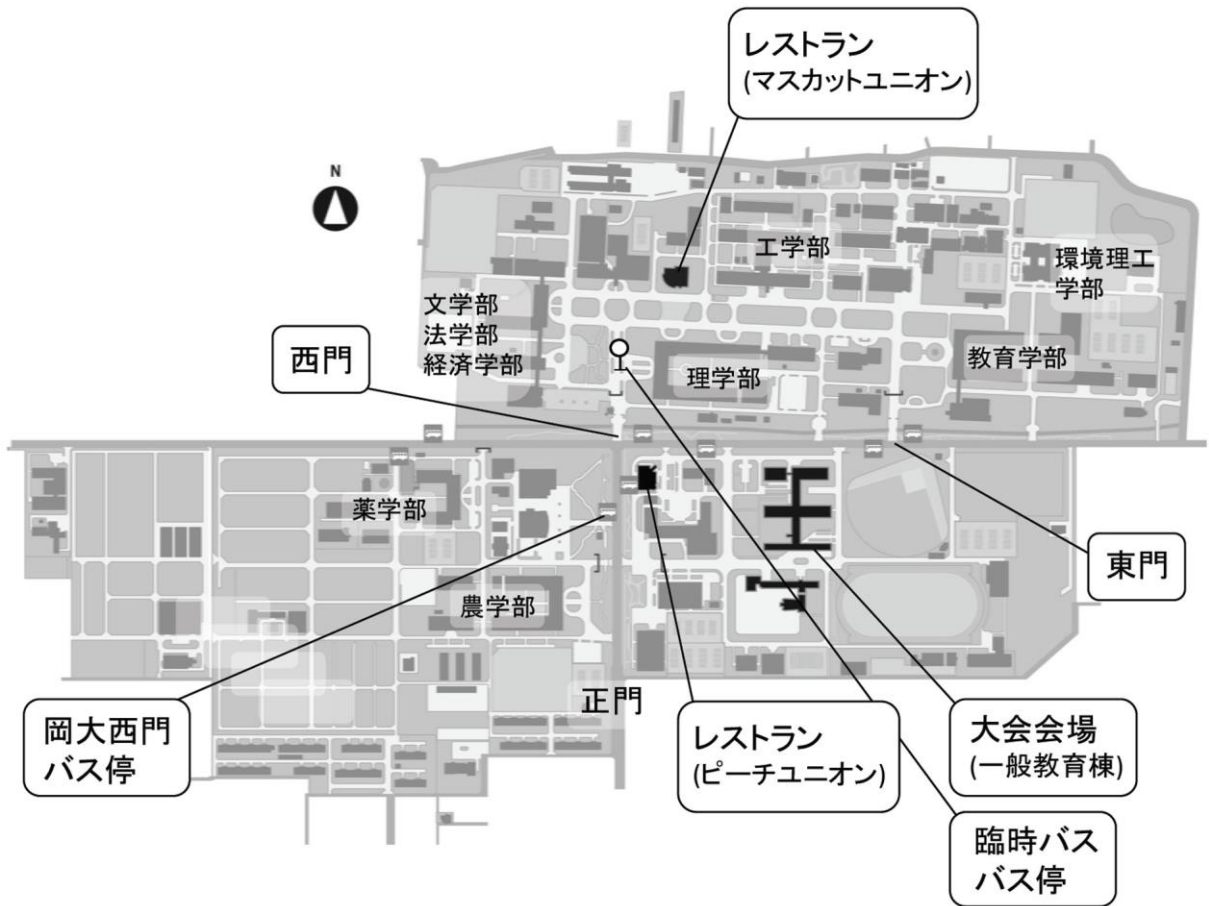 レストラン
(マスカットユニオン)
N
工学部
環境理工
学部
文学部
法学部
経済学部
西門
理学部
教育学部
薬学部
東門
農学部
正門
岡大西門
バス停
レストラン
(ピーチユニオン)
大会会場
(一般教育棟)
臨時バス
バス停